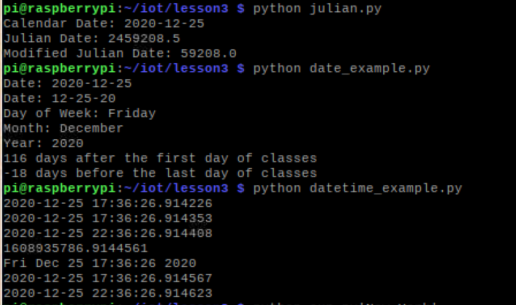 pi@raspberrypi:~/iot/lesson3 $ python julian.py
Calendar Date: 2020-12-25
Julian Date: 2459208.5
Modified Julian Date: 59208.0
pi@raspberrypi:~/iot/lesson3 $ python date_example.py
Date: 2020-12-25
Date: 12-25-20
Day of Week: Friday
Month: December
Year: 2020
116 days after the first day of classes
-18 days before the last day of classes
pi@raspberrypi:~/iot/lesson3 $ python datetime_example.py
2020-12-25 17:36:26.914226
2020-12-25 17:36:26.914353
2020-12-25 22:36:26.914408
1608935786.9144561
Fri Dec 25 17:36:26 2020
2020-12-25 17:36:26.914567
2020-12-25 22:36:26.914623